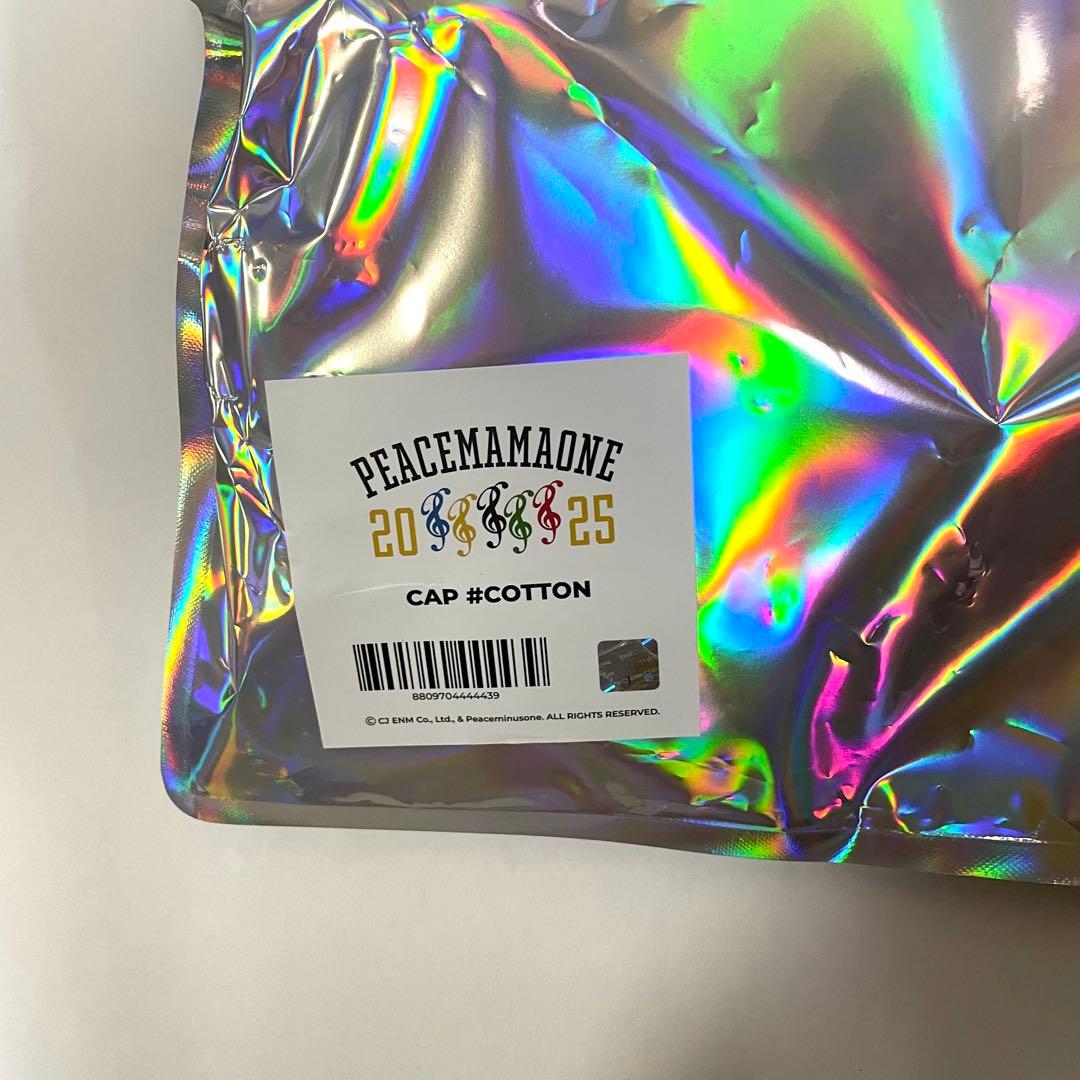 PEACEMAMAONE
20 25
CAP #COTTON
8809704444439
© CJ ENM Co., Ltd., & Peaceminusone. ALL RIGHTS RESERVED.